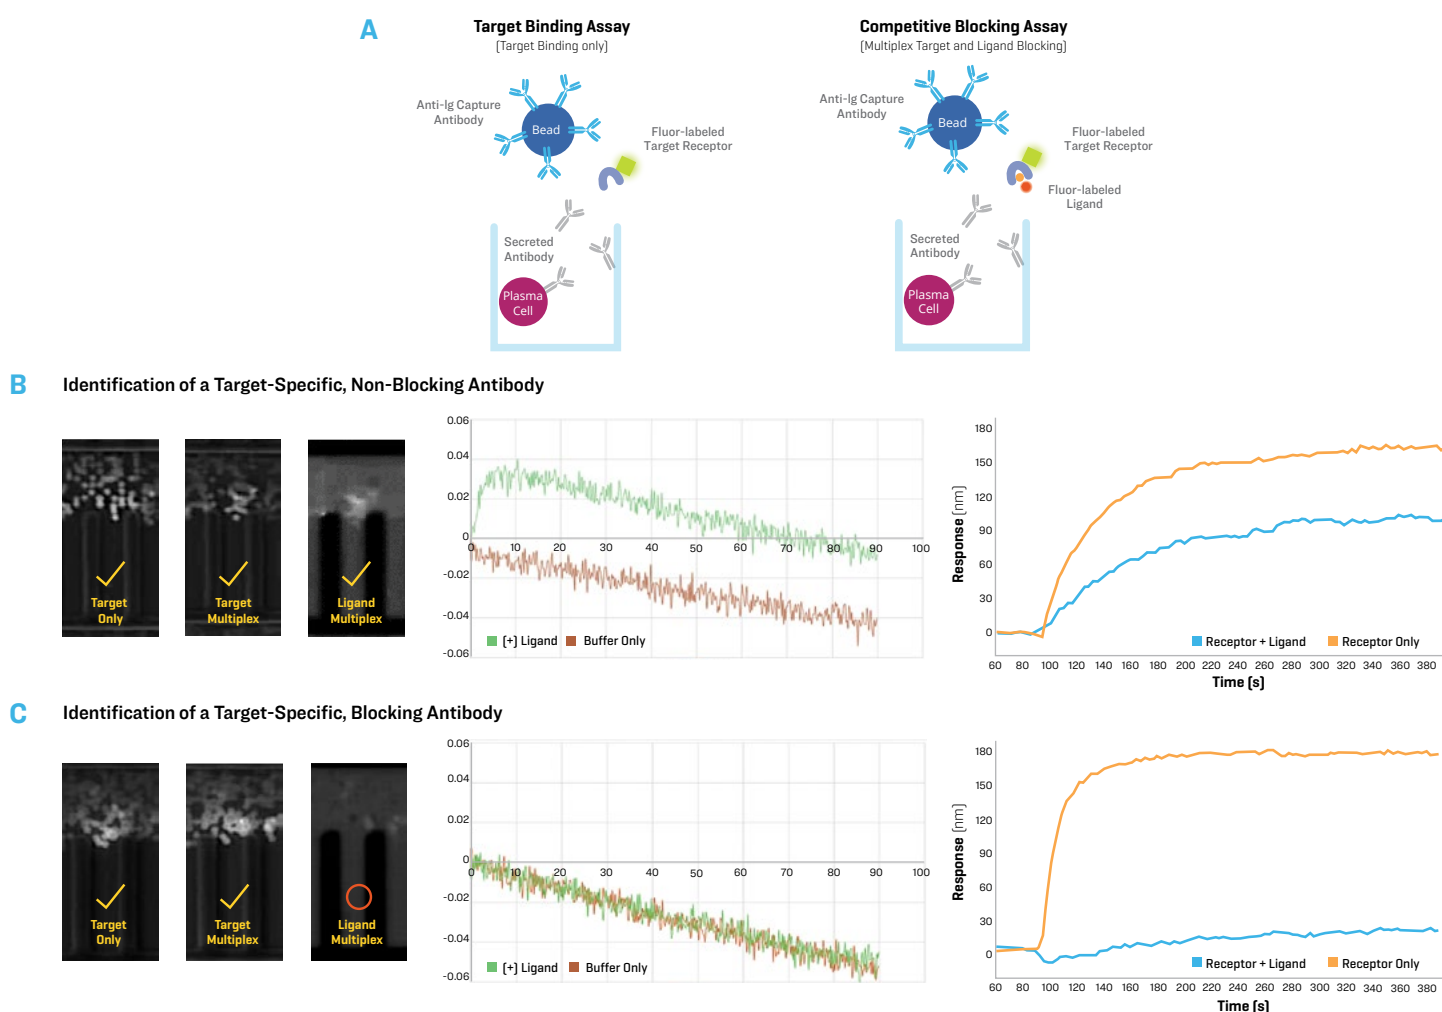 A
Target Binding Assay
(Target Binding only)
Anti-Ig Capture
Antibody
Bead
Fluor-labeled
Target Receptor
Secreted
Antibody
Plasma
Cell
Competitive Blocking Assay
(Multiplex Target and Ligand Blocking)
Anti-Ig Capture
Antibody
Bead
Fluor-labeled
Target Receptor
Fluor-labeled
Ligand
Secreted
Antibody
Plasma
Cell
B Identification of a Target-Specific, Non-Blocking Antibody
Target
Only
Target
Multiplex
Ligand
Multiplex
0.06
0.04
0.02
0
-0.02
-0.04
-0.06
0 10 20 30 40 50 60 70 80 90 100
(+) Ligand Buffer Only
Response (nm)
180
150
120
90
60
30
0
Receptor + Ligand Receptor Only
60 80 100 120 140 160 180 200 220 240 260 280 300 320 340 360 380
Time (s)
C Identification of a Target-Specific, Blocking Antibody
Target
Only
Target
Multiplex
Ligand
Multiplex
0.06
0.04
0.02
0
-0.02
-0.04
-0.06
0 10 20 30 40 50 60 70 80 90 100
(+) Ligand Buffer Only
Response (nm)
180
150
120
90
60
30
0
Receptor + Ligand Receptor Only
60 80 100 120 140 160 180 200 220 240 260 280 300 320 340 360 380
Time (s)